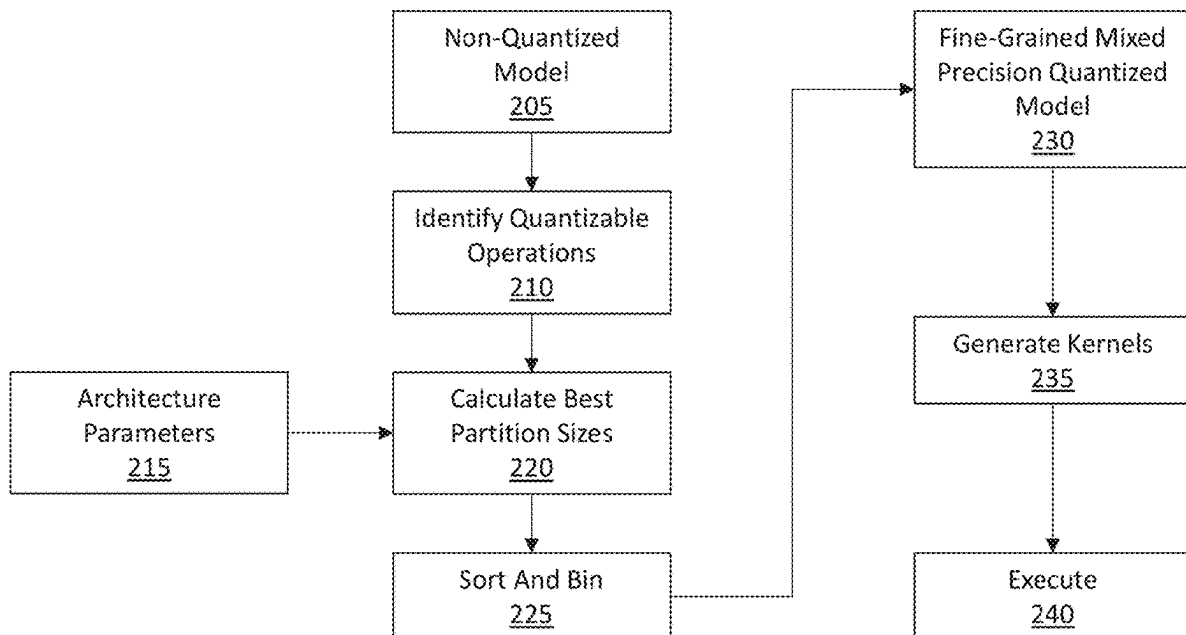 Non-Quantized
Model
205
Identify Quantizable
Operations
210
Architecture
Parameters
215
Calculate Best
Partition Sizes
220
Sort And Bin
225
Fine-Grained Mixed
Precision Quantized
Model
230
Generate Kernels
235
Execute
240